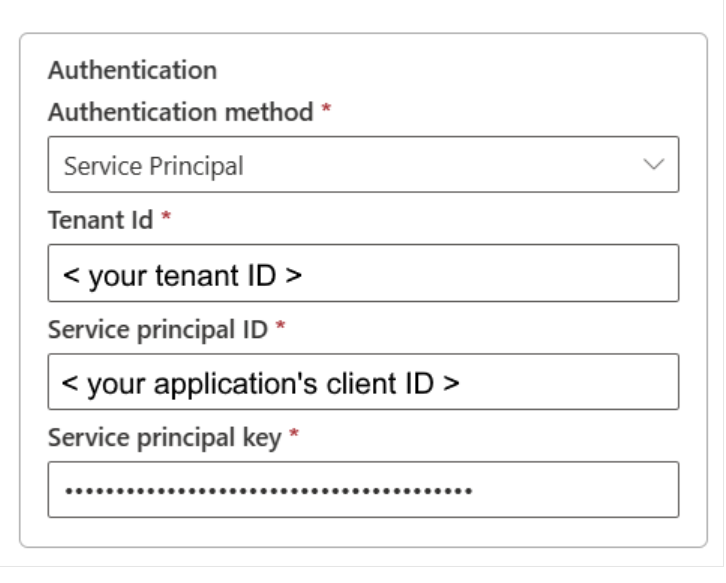 Authentication
Authentication method *
Service Principal
Tenant Id *
< your tenant ID >
Service principal ID *
< your application's client ID >
Service principal key *
••••••••••••••••••••••••••••••••••••••••